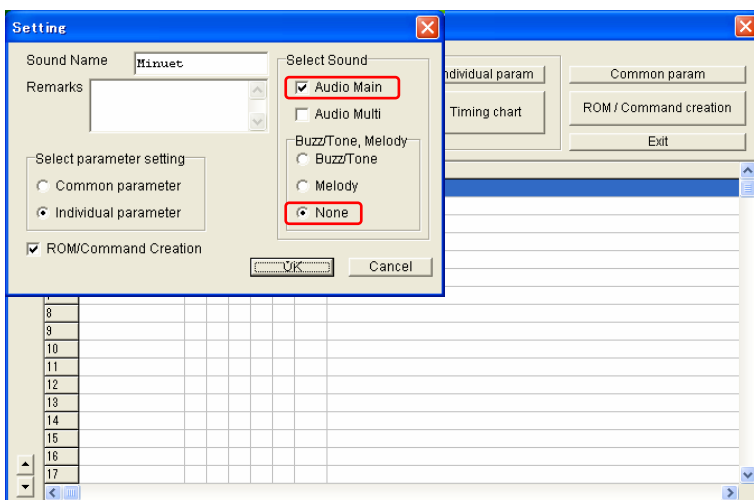 Setting
Sound Name Minuet
Remarks
Select Sound
Audio Main
Audio Multi
Buzz/Tone, Melody
Buzz/Tone
Melody
None
Select parameter setting
Common parameter
Individual parameter
ROM/Command Creation
OK
Cancel
ndividual param
Common param
Timing chart
ROM / Command creation
Exit
8
9
10
11
12
13
14
15
16
17